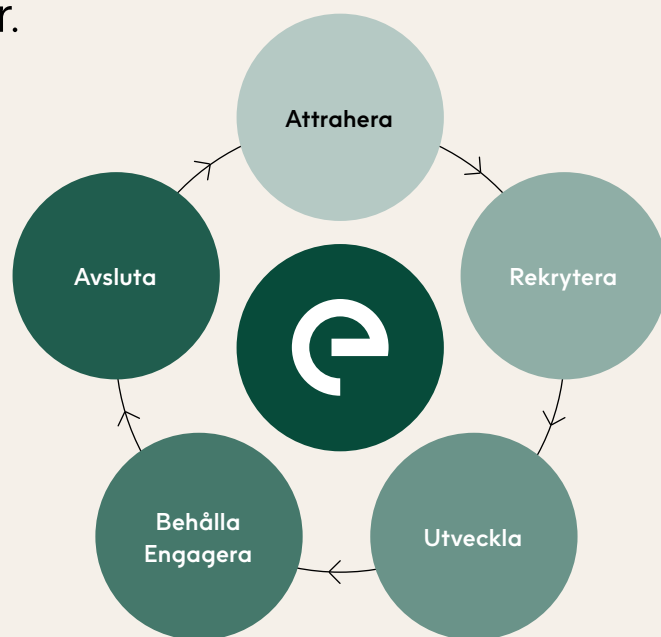 r.
Attrahera
Rekrytera
Utveckla
Behålla
Engagera
Avsluta
e